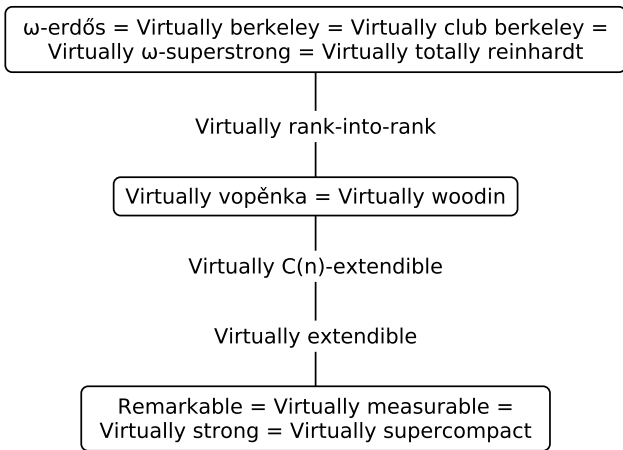 ω-erdős = Virtually berkeley = Virtually club berkeley =
Virtually ω-superstrong = Virtually totally reinhardt
Virtually rank-into-rank
Virtually vopěnka = Virtually woodin
Virtually C(n)-extendible
Virtually extendible
Remarkable = Virtually measurable =
Virtually strong = Virtually supercompact